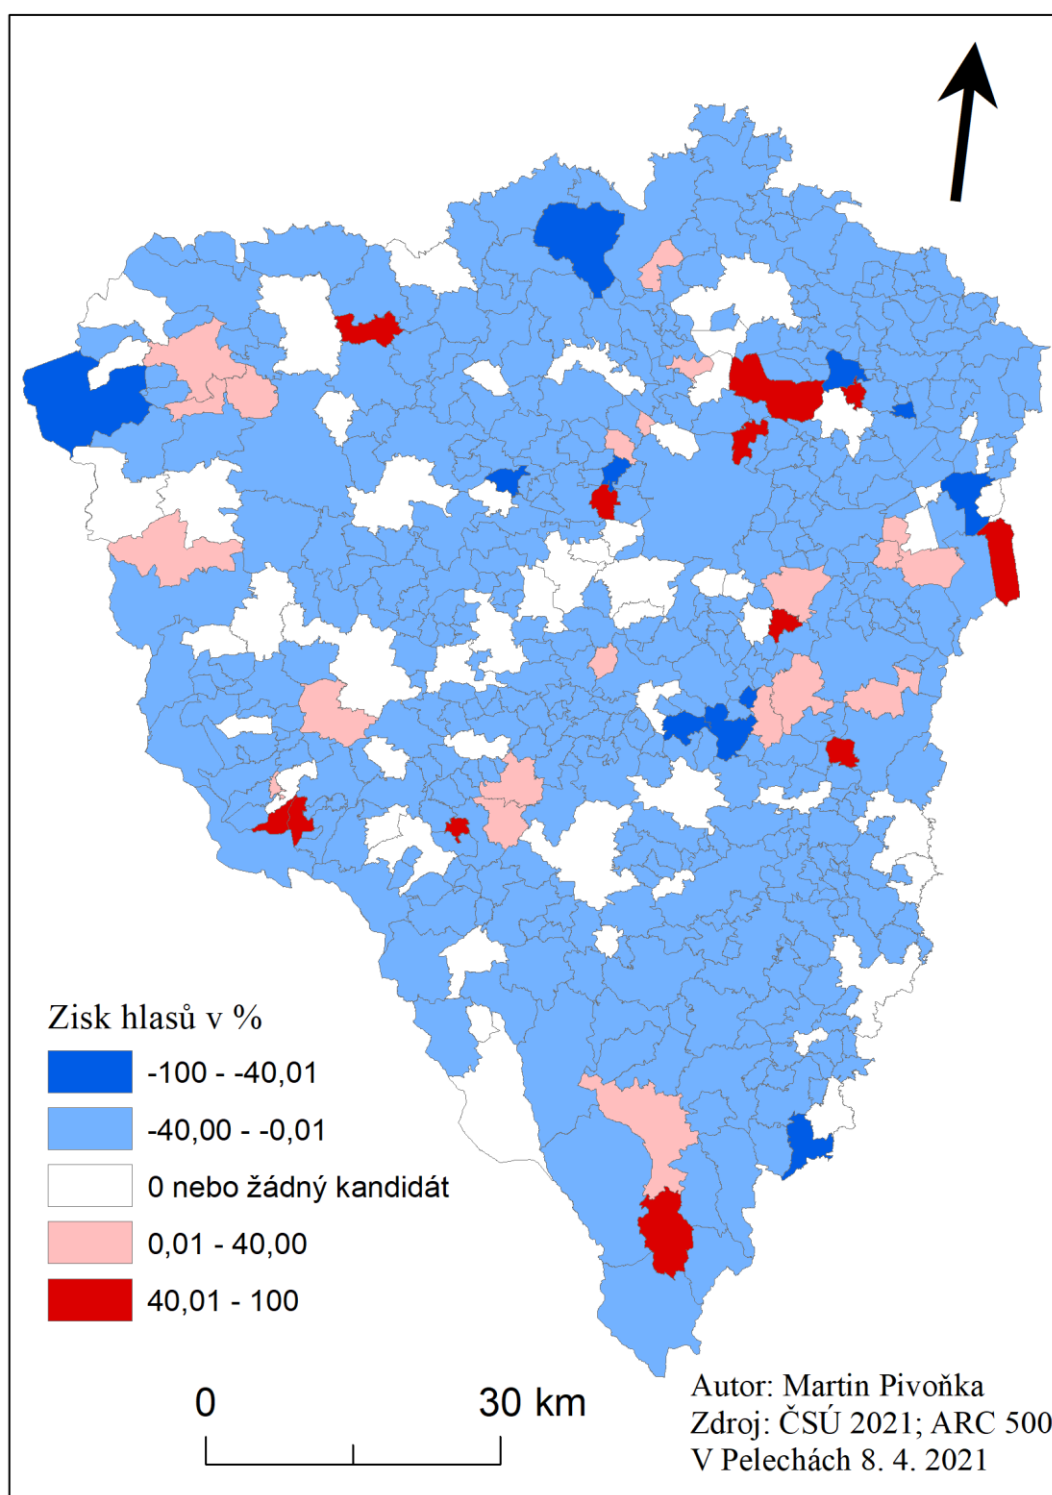 Zisk hlasů v %
-100 - -40,01
-40,00 - -0,01
0 nebo žádný kandidát
0,01 - 40,00
40,01 - 100
0 30 km
Autor: Martin Pivoňka
Zdroj: ČSÚ 2021; ARC 500
V Pelechách 8. 4. 2021